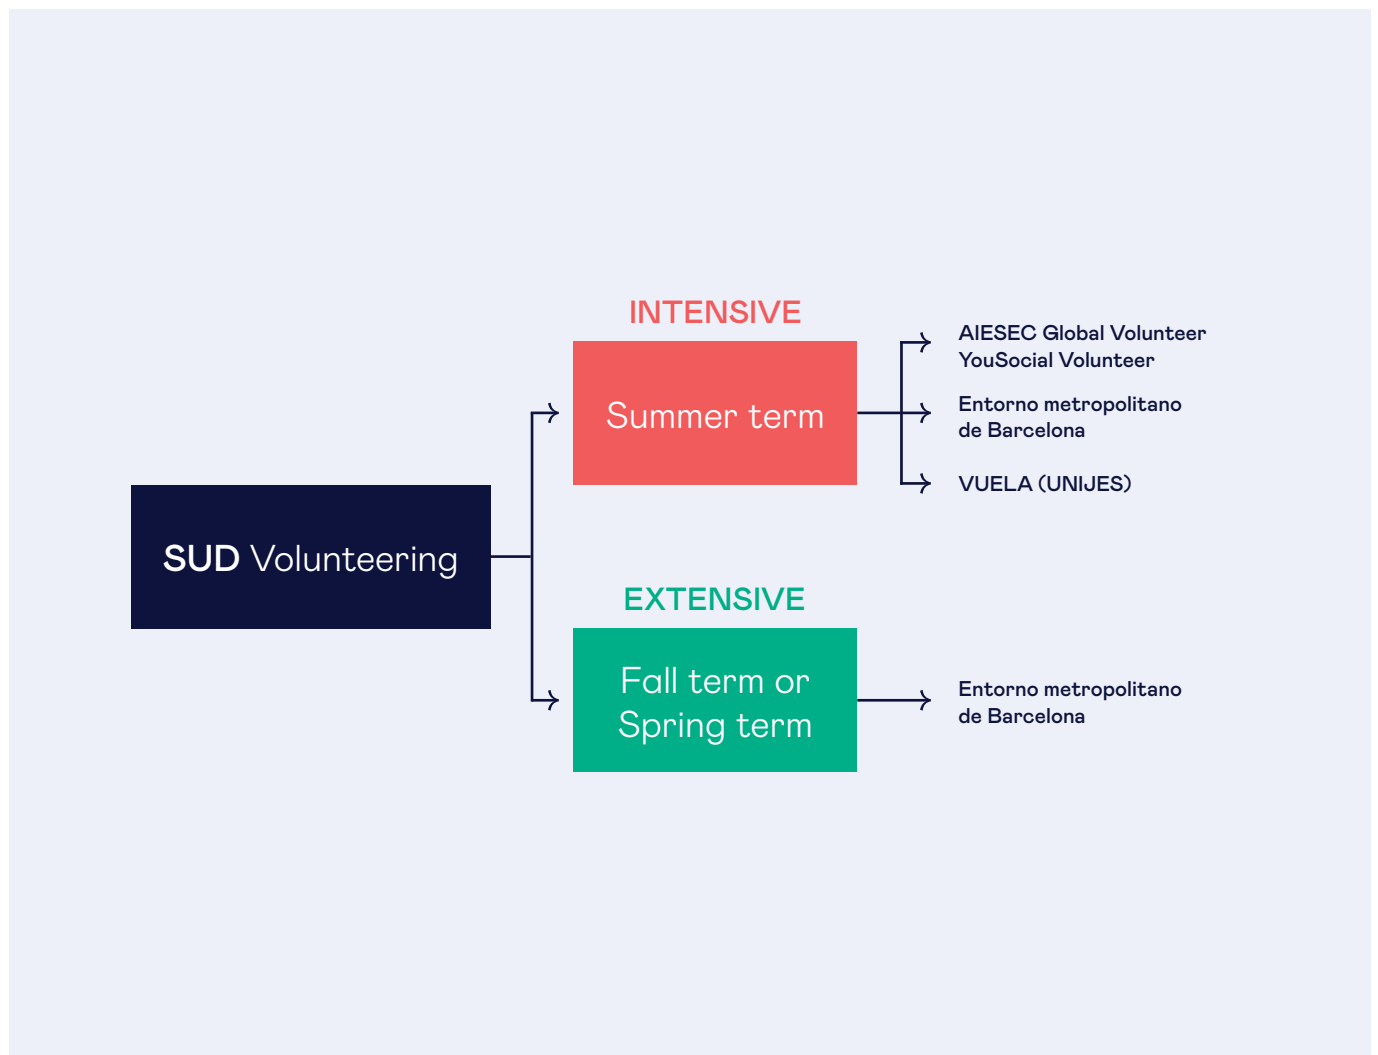 INTENSIVE
Summer term
AIESEC Global Volunteer
YouSocial Volunteer
Entorno metropolitano
de Barcelona
VUELA (UNIJES)
SUD Volunteering
EXTENSIVE
Fall term or
Spring term
Entorno metropolitano
de Barcelona